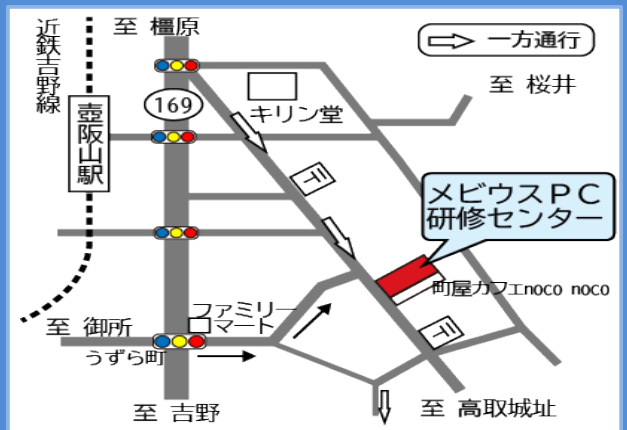 至 橿原
近鉄吉野線
一方通行
至 桜井
169
キリン堂
壺阪山駅
〒
メビウスPC
研修センター
町屋カフェnoco noco
ファミリー
マート
至 御所
うずら町
〒
至 吉野
至 高取城址